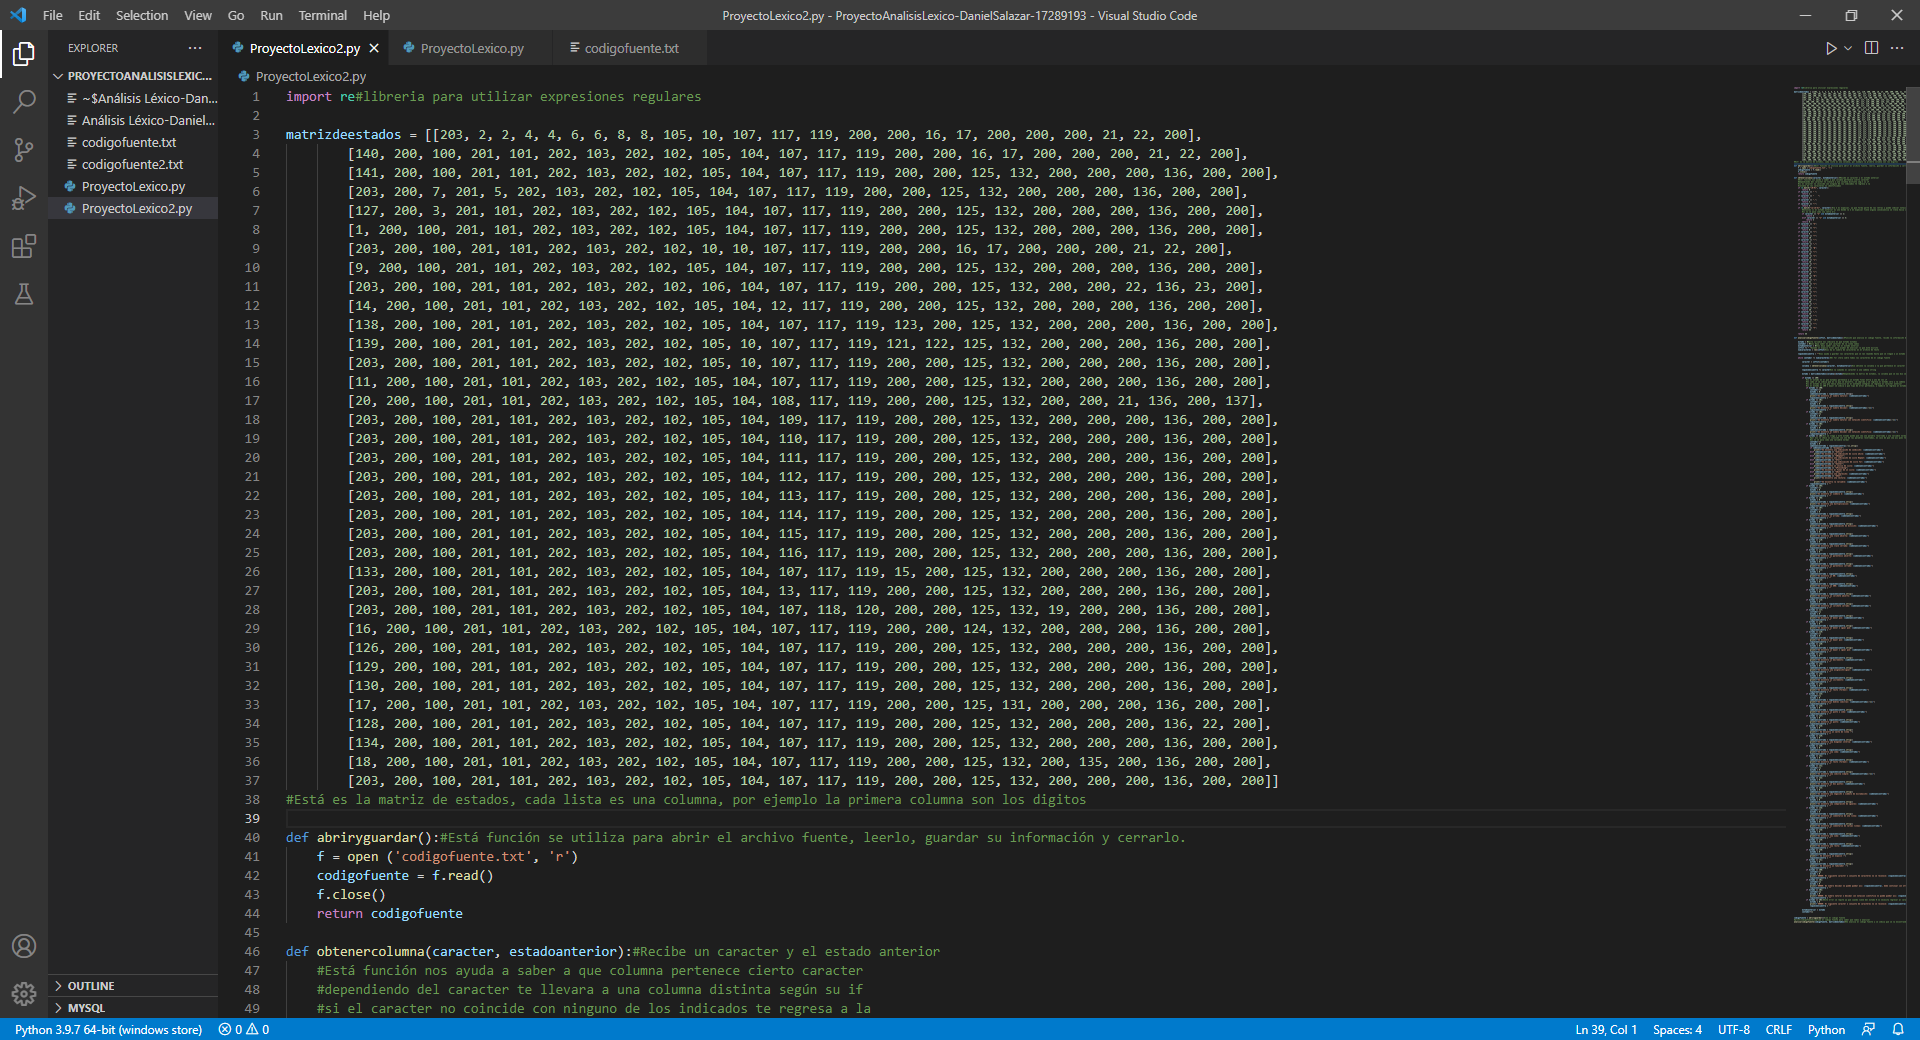 File Edit Selection View Go Run Terminal Help
ProyectoLexico2.py - ProyectoAnalisisLexico-DanielSalazar-17289193 - Visual Studio Code
EXPLORER
PROYECTOANALISISLEXIC...
~$Análisis Léxico-Dan...
Análisis Léxico-Daniel...
codigofuente.txt
codigofuente2.txt
ProyectoLexico.py
ProyectoLexico2.py
OUTLINE
MYSQL
ProyectoLexico2.py ProyectoLexico.py codigofuente.txt
ProyectoLexico2.py
1 import re#libreria para utilizar expresiones regulares
2
3 matrizdeestados = [[203, 2, 2, 4, 4, 6, 6, 8, 8, 105, 10, 107, 117, 119, 200, 200, 16, 17, 200, 200, 200, 21, 22, 200],
4 [140, 200, 100, 201, 101, 202, 103, 202, 102, 105, 104, 107, 117, 119, 200, 200, 16, 17, 200, 200, 200, 21, 22, 200],
5 [141, 200, 100, 201, 101, 202, 103, 202, 102, 105, 104, 107, 117, 119, 200, 200, 125, 132, 200, 200, 200, 136, 200, 200],
6 [203, 200, 7, 201, 5, 202, 103, 202, 102, 105, 104, 107, 117, 119, 200, 200, 125, 132, 200, 200, 200, 136, 200, 200],
7 [127, 200, 3, 201, 101, 202, 103, 202, 102, 105, 104, 107, 117, 119, 200, 200, 125, 132, 200, 200, 200, 136, 200, 200],
8 [1, 200, 100, 201, 101, 202, 103, 202, 102, 105, 104, 107, 117, 119, 200, 200, 125, 132, 200, 200, 200, 136, 200, 200],
9 [203, 200, 100, 201, 101, 202, 103, 202, 102, 10, 10, 107, 117, 119, 200, 200, 16, 17, 200, 200, 200, 21, 22, 200],
10 [9, 200, 100, 201, 101, 202, 103, 202, 102, 105, 104, 107, 117, 119, 200, 200, 125, 132, 200, 200, 200, 136, 200, 200],
11 [203, 200, 100, 201, 101, 202, 103, 202, 102, 106, 104, 107, 117, 119, 200, 200, 125, 132, 200, 200, 22, 136, 23, 200],
12 [14, 200, 100, 201, 101, 202, 103, 202, 102, 105, 104, 12, 117, 119, 200, 200, 125, 132, 200, 200, 200, 136, 200, 200],
13 [138, 200, 100, 201, 101, 202, 103, 202, 102, 105, 104, 107, 117, 119, 123, 200, 125, 132, 200, 200, 200, 136, 200, 200],
14 [139, 200, 100, 201, 101, 202, 103, 202, 102, 105, 10, 107, 117, 119, 121, 122, 125, 132, 200, 200, 200, 136, 200, 200],
15 [203, 200, 100, 201, 101, 202, 103, 202, 102, 105, 10, 107, 117, 119, 200, 200, 125, 132, 200, 200, 200, 136, 200, 200],
16 [11, 200, 100, 201, 101, 202, 103, 202, 102, 105, 104, 107, 117, 119, 200, 200, 125, 132, 200, 200, 200, 136, 200, 200],
17 [20, 200, 100, 201, 101, 202, 103, 202, 102, 105, 104, 108, 117, 119, 200, 200, 125, 132, 200, 200, 21, 136, 200, 137],
18 [203, 200, 100, 201, 101, 202, 103, 202, 102, 105, 104, 109, 117, 119, 200, 200, 125, 132, 200, 200, 200, 136, 200, 200],
19 [203, 200, 100, 201, 101, 202, 103, 202, 102, 105, 104, 110, 117, 119, 200, 200, 125, 132, 200, 200, 200, 136, 200, 200],
20 [203, 200, 100, 201, 101, 202, 103, 202, 102, 105, 104, 111, 117, 119, 200, 200, 125, 132, 200, 200, 200, 136, 200, 200],
21 [203, 200, 100, 201, 101, 202, 103, 202, 102, 105, 104, 112, 117, 119, 200, 200, 125, 132, 200, 200, 200, 136, 200, 200],
22 [203, 200, 100, 201, 101, 202, 103, 202, 102, 105, 104, 113, 117, 119, 200, 200, 125, 132, 200, 200, 200, 136, 200, 200],
23 [203, 200, 100, 201, 101, 202, 103, 202, 102, 105, 104, 114, 117, 119, 200, 200, 125, 132, 200, 200, 200, 136, 200, 200],
24 [203, 200, 100, 201, 101, 202, 103, 202, 102, 105, 104, 115, 117, 119, 200, 200, 125, 132, 200, 200, 200, 136, 200, 200],
25 [203, 200, 100, 201, 101, 202, 103, 202, 102, 105, 104, 116, 117, 119, 200, 200, 125, 132, 200, 200, 200, 136, 200, 200],
26 [133, 200, 100, 201, 101, 202, 103, 202, 102, 105, 104, 107, 117, 119, 15, 200, 125, 132, 200, 200, 200, 136, 200, 200],
27 [203, 200, 100, 201, 101, 202, 103, 202, 102, 105, 104, 13, 117, 119, 200, 200, 125, 132, 200, 200, 200, 136, 200, 200],
28 [203, 200, 100, 201, 101, 202, 103, 202, 102, 105, 104, 107, 118, 120, 200, 200, 125, 132, 19, 200, 200, 136, 200, 200],
29 [16, 200, 100, 201, 101, 202, 103, 202, 102, 105, 104, 107, 117, 119, 200, 200, 124, 132, 200, 200, 200, 136, 200, 200],
30 [126, 200, 100, 201, 101, 202, 103, 202, 102, 105, 104, 107, 117, 119, 200, 200, 125, 132, 200, 200, 200, 136, 200, 200],
31 [129, 200, 100, 201, 101, 202, 103, 202, 102, 105, 104, 107, 117, 119, 200, 200, 125, 132, 200, 200, 200, 136, 200, 200],
32 [130, 200, 100, 201, 101, 202, 103, 202, 102, 105, 104, 107, 117, 119, 200, 200, 125, 132, 200, 200, 200, 136, 200, 200],
33 [17, 200, 100, 201, 101, 202, 103, 202, 102, 105, 104, 107, 117, 119, 200, 200, 125, 131, 200, 200, 200, 136, 200, 200],
34 [128, 200, 100, 201, 101, 202, 103, 202, 102, 105, 104, 107, 117, 119, 200, 200, 125, 132, 200, 200, 200, 136, 22, 200],
35 [134, 200, 100, 201, 101, 202, 103, 202, 102, 105, 104, 107, 117, 119, 200, 200, 125, 132, 200, 200, 200, 136, 200, 200],
36 [18, 200, 100, 201, 101, 202, 103, 202, 102, 105, 104, 107, 117, 119, 200, 200, 125, 132, 200, 135, 200, 136, 200, 200],
37 [203, 200, 100, 201, 101, 202, 103, 202, 102, 105, 104, 107, 117, 119, 200, 200, 125, 132, 200, 200, 200, 136, 200, 200]]
38 #Está es la matriz de estados, cada lista es una columna, por ejemplo la primera columna son los digitos
39
40 def abriryguardar():#Está función se utiliza para abrir el archivo fuente, leerlo, guardar su información y cerrarlo.
41 f = open ('codigofuente.txt', 'r')
42 codigofuente = f.read()
43 f.close()
44 return codigofuente
45
46 def obtenercolumna(caracter, estadoanterior):#Recibe un caracter y el estado anterior
47 #Está función nos ayuda a saber a que columna pertenece cierto caracter
48 #dependiendo del caracter te llevara a una columna distinta según su if
49 #si el caracter no coincide con ninguno de los indicados te regresa a la
Python 3.9.7 64-bit (windows store) 0 0 Ln 39, Col 1 Spaces: 4 UTF-8 CRLF Python